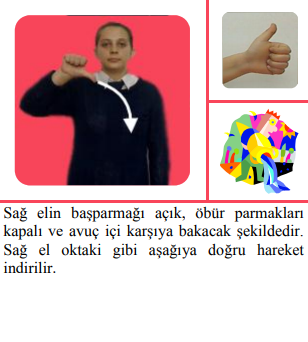 Sağ elin başparmağı açık, öbür parmakları
kapalı ve avuç içi karşıya bakacak şekildedir.
Sağ el oktaki gibi aşağıya doğru hareket
indirilir.